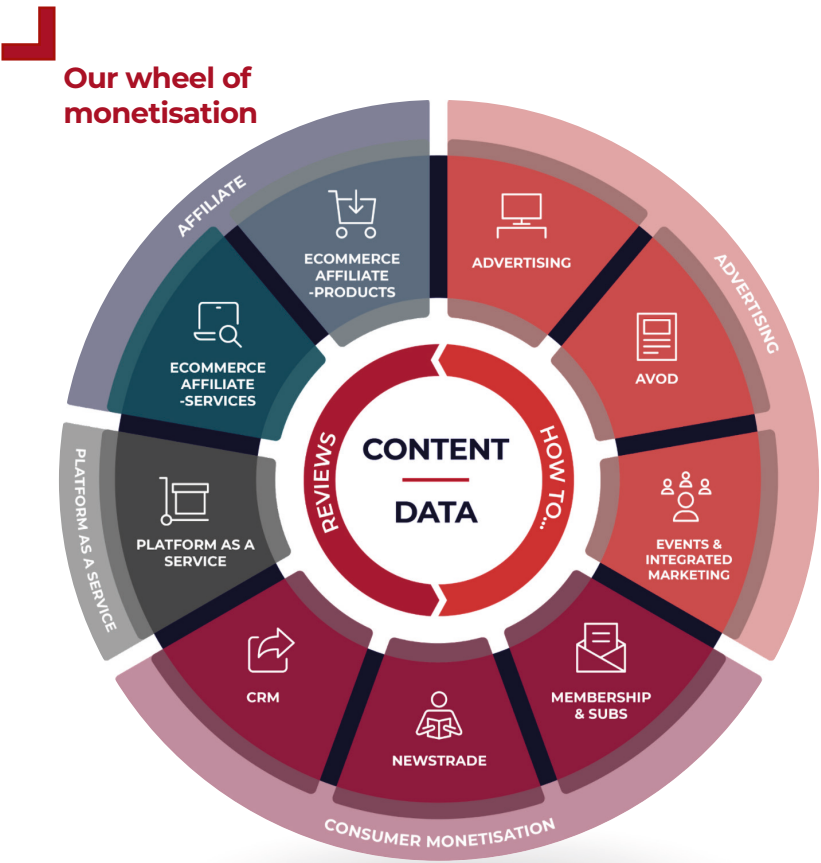 Our wheel of
monetisation
AFFILIATE
ADVERTISING
PLATFORM AS A SERVICE
CONSUMER MONETISATION
ECOMMERCE
AFFILIATE
-PRODUCTS
ADVERTISING
ECOMMERCE
AFFILIATE
-SERVICES
AVOD
PLATFORM AS A
SERVICE
EVENTS &
INTEGRATED
MARKETING
CRM
NEWSTRADE
MEMBERSHIP
& SUBS
REVIEWS
HOW TO...
CONTENT
DATA